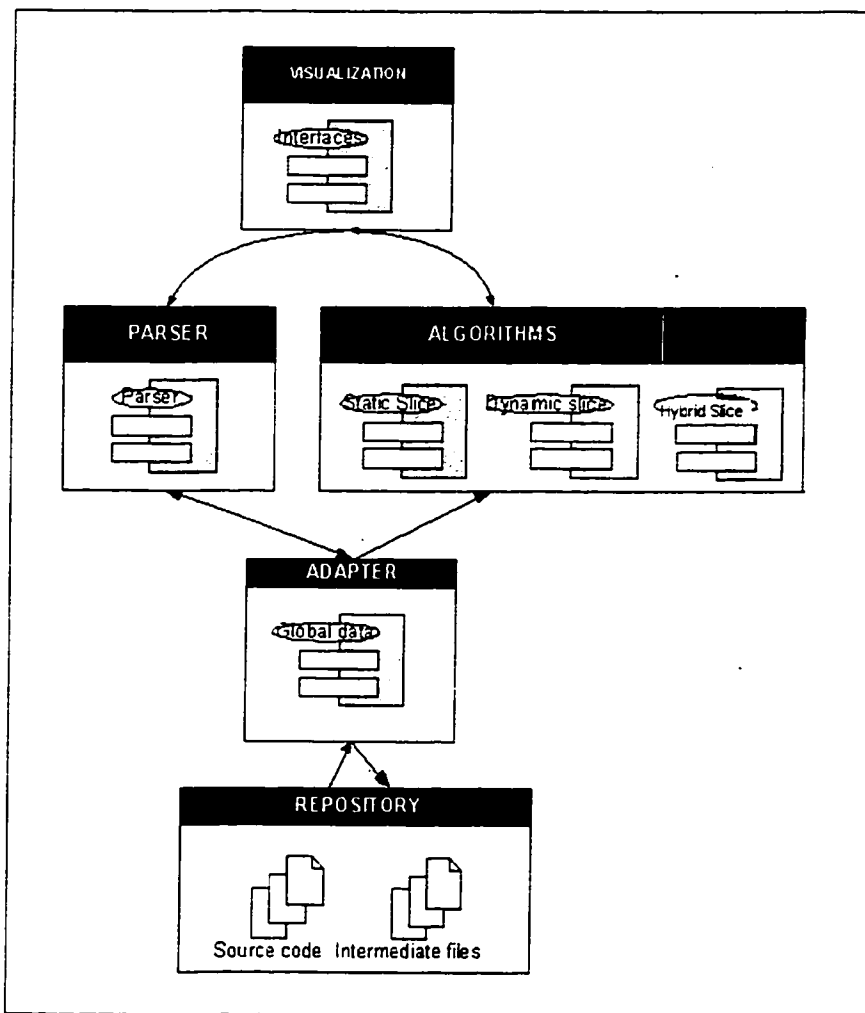 VISUALIZATION
Interfaces
PARSER
ALGORITHMS
Parser
Static Slice
Dynamic slice
Hybrid Slice
ADAPTER
Global data
REPOSITORY
Source code
Intermediate files